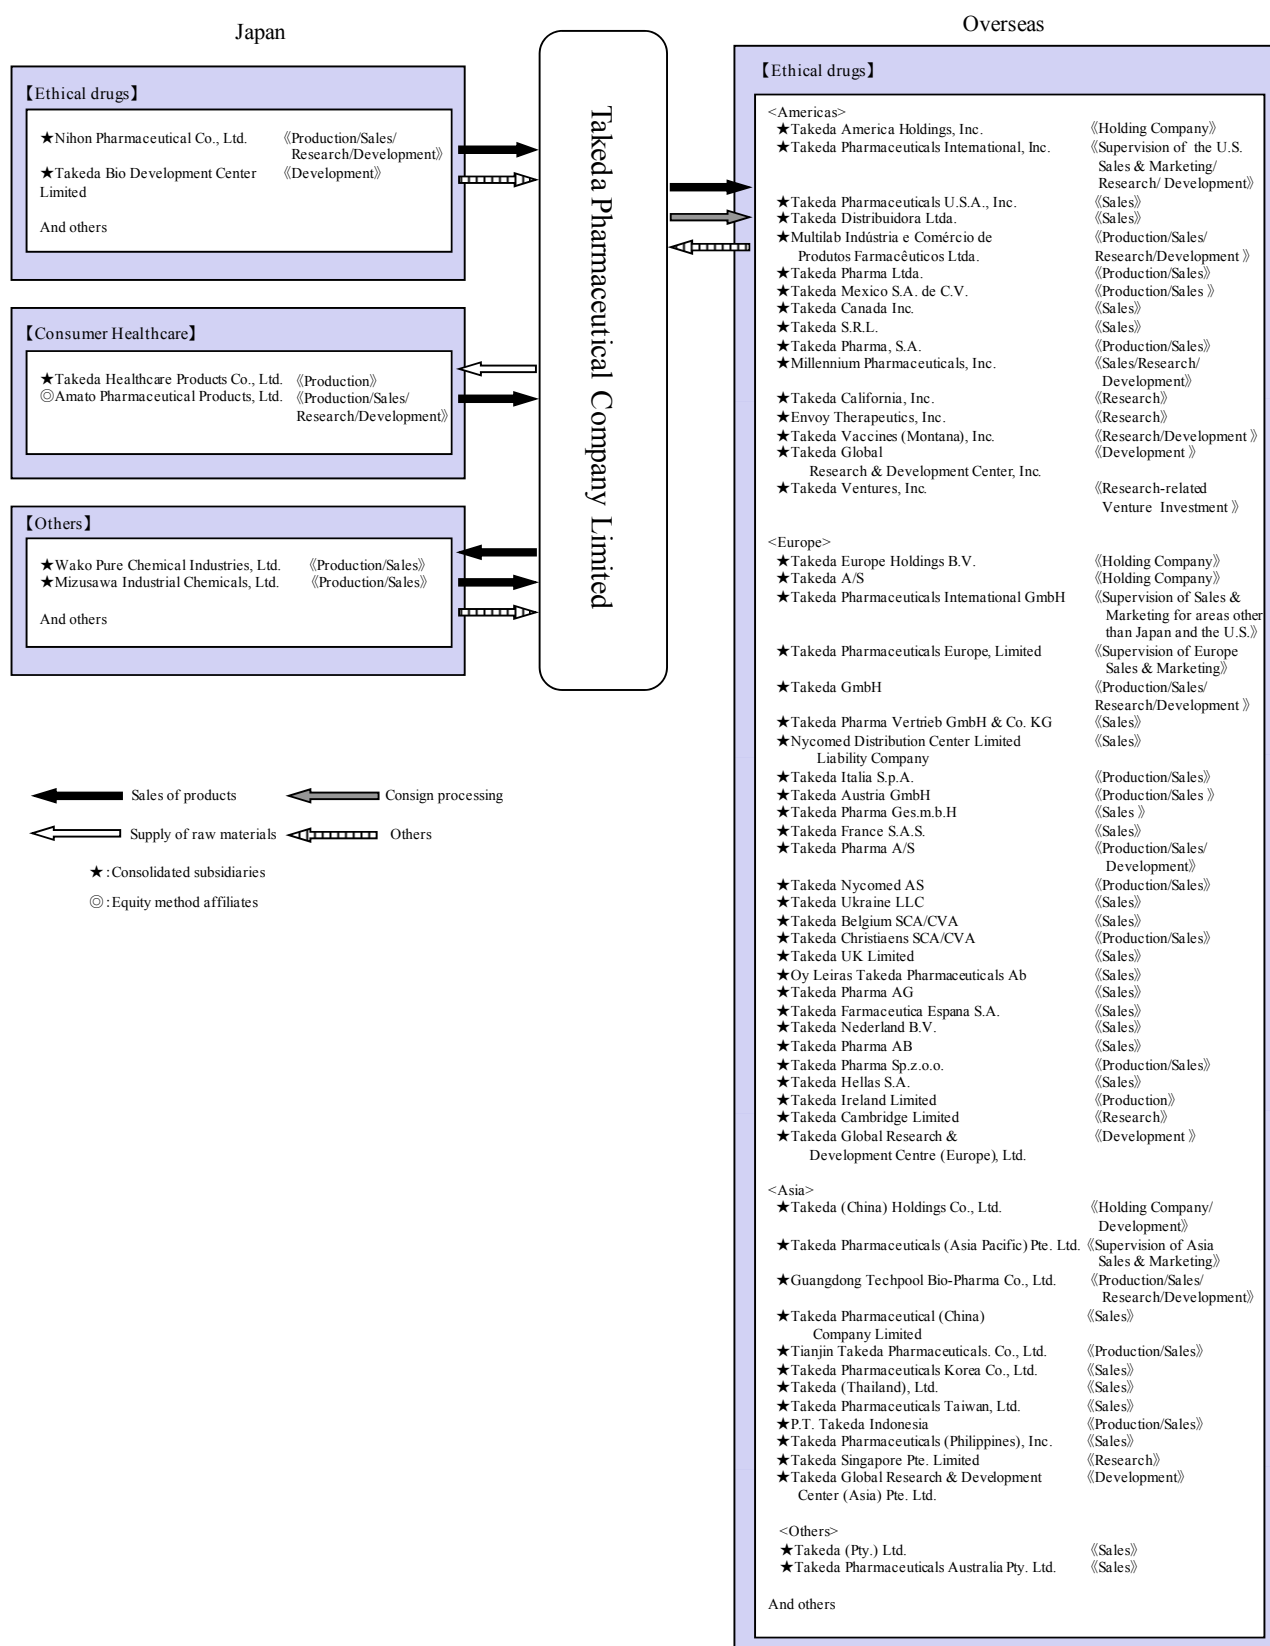 Japan
Overseas
【Ethical drugs】
★Nihon Pharmaceutical Co., Ltd. 《Production/Sales/
Research/Development》
★Takeda Bio Development Center 《Development》
Limited
And others
【Consumer Healthcare】
★Takeda Healthcare Products Co., Ltd. 《Production》
◎Amato Pharmaceutical Products, Ltd. 《Production/Sales/
Research/Development》
【Others】
★Wako Pure Chemical Industries, Ltd. 《Production/Sales》
★Mizusawa Industrial Chemicals, Ltd. 《Production/Sales》
And others
Takeda Pharmaceutical Company Limited
Sales of products
Consign processing
Supply of raw materials
Others
★:Consolidated subsidiaries
◎:Equity method affiliates
【Ethical drugs】
<Americas>
★Takeda America Holdings, Inc. 《Holding Company》
★Takeda Pharmaceuticals International, Inc. 《Supervision of the U.S.
Sales & Marketing/
Research/ Development》
★Takeda Pharmaceuticals U.S.A., Inc. 《Sales》
★Takeda Distribuidora Ltda. 《Sales》
★Multilab Indústria e Comércio de 《Production/Sales/
Produtos Farmacêuticos Ltda. Research/Development 》
★Takeda Pharma Ltda. 《Production/Sales》
★Takeda Mexico S.A. de C.V. 《Production/Sales 》
★Takeda Canada Inc. 《Sales》
★Takeda S.R.L. 《Sales》
★Takeda Pharma, S.A. 《Production/Sales》
★Millennium Pharmaceuticals, Inc. 《Sales/Research/
Development》
★Takeda California, Inc. 《Research》
★Envoy Therapeutics, Inc. 《Research》
★Takeda Vaccines (Montana), Inc. 《Research/Development 》
★Takeda Global 《Development 》
Research & Development Center, Inc.
★Takeda Ventures, Inc. 《Research-related
Venture Investment 》
<Europe>
★Takeda Europe Holdings B.V. 《Holding Company》
★Takeda A/S 《Holding Company》
★Takeda Pharmaceuticals International GmbH 《Supervision of Sales &
Marketing for areas other
than Japan and the U.S.》
★Takeda Pharmaceuticals Europe, Limited 《Supervision of Europe
Sales & Marketing》
★Takeda GmbH 《Production/Sales/
Research/Development 》
★Takeda Pharma Vertrieb GmbH & Co. KG 《Sales》
★Nycomed Distribution Center Limited 《Sales》
Liability Company
★Takeda Italia S.p.A. 《Production/Sales》
★Takeda Austria GmbH 《Production/Sales 》
★Takeda Pharma Ges.m.b.H 《Sales 》
★Takeda France S.A.S. 《Sales》
★Takeda Pharma A/S 《Production/Sales/
Development》
★Takeda Nycomed AS 《Production/Sales》
★Takeda Ukraine LLC 《Sales》
★Takeda Belgium SCA/CVA 《Sales》
★Takeda Christiaens SCA/CVA 《Production/Sales》
★Takeda UK Limited 《Sales》
★Oy Leiras Takeda Pharmaceuticals Ab 《Sales》
★Takeda Pharma AG 《Sales》
★Takeda Farmaceutica Espana S.A. 《Sales》
★Takeda Nederland B.V. 《Sales》
★Takeda Pharma AB 《Sales》
★Takeda Pharma Sp.z.o.o. 《Production/Sales》
★Takeda Hellas S.A. 《Sales》
★Takeda Ireland Limited 《Production》
★Takeda Cambridge Limited 《Research》
★Takeda Global Research & 《Development 》
Development Centre (Europe), Ltd.
<Asia>
★Takeda (China) Holdings Co., Ltd. 《Holding Company/
Development》
★Takeda Pharmaceuticals (Asia Pacific) Pte. Ltd. 《Supervision of Asia
Sales & Marketing》
★Guangdong Techpool Bio-Pharma Co., Ltd. 《Production/Sales/
Research/Development》
★Takeda Pharmaceutical (China) 《Sales》
Company Limited
★Tianjin Takeda Pharmaceuticals. Co., Ltd. 《Production/Sales》
★Takeda Pharmaceuticals Korea Co., Ltd. 《Sales》
★Takeda (Thailand), Ltd. 《Sales》
★Takeda Pharmaceuticals Taiwan, Ltd. 《Sales》
★P.T. Takeda Indonesia 《Production/Sales》
★Takeda Pharmaceuticals (Philippines), Inc. 《Sales》
★Takeda Singapore Pte. Limited 《Research》
★Takeda Global Research & Development 《Development》
Center (Asia) Pte. Ltd.
<Others>
★Takeda (Pty.) Ltd. 《Sales》
★Takeda Pharmaceuticals Australia Pty. Ltd. 《Sales》
And others